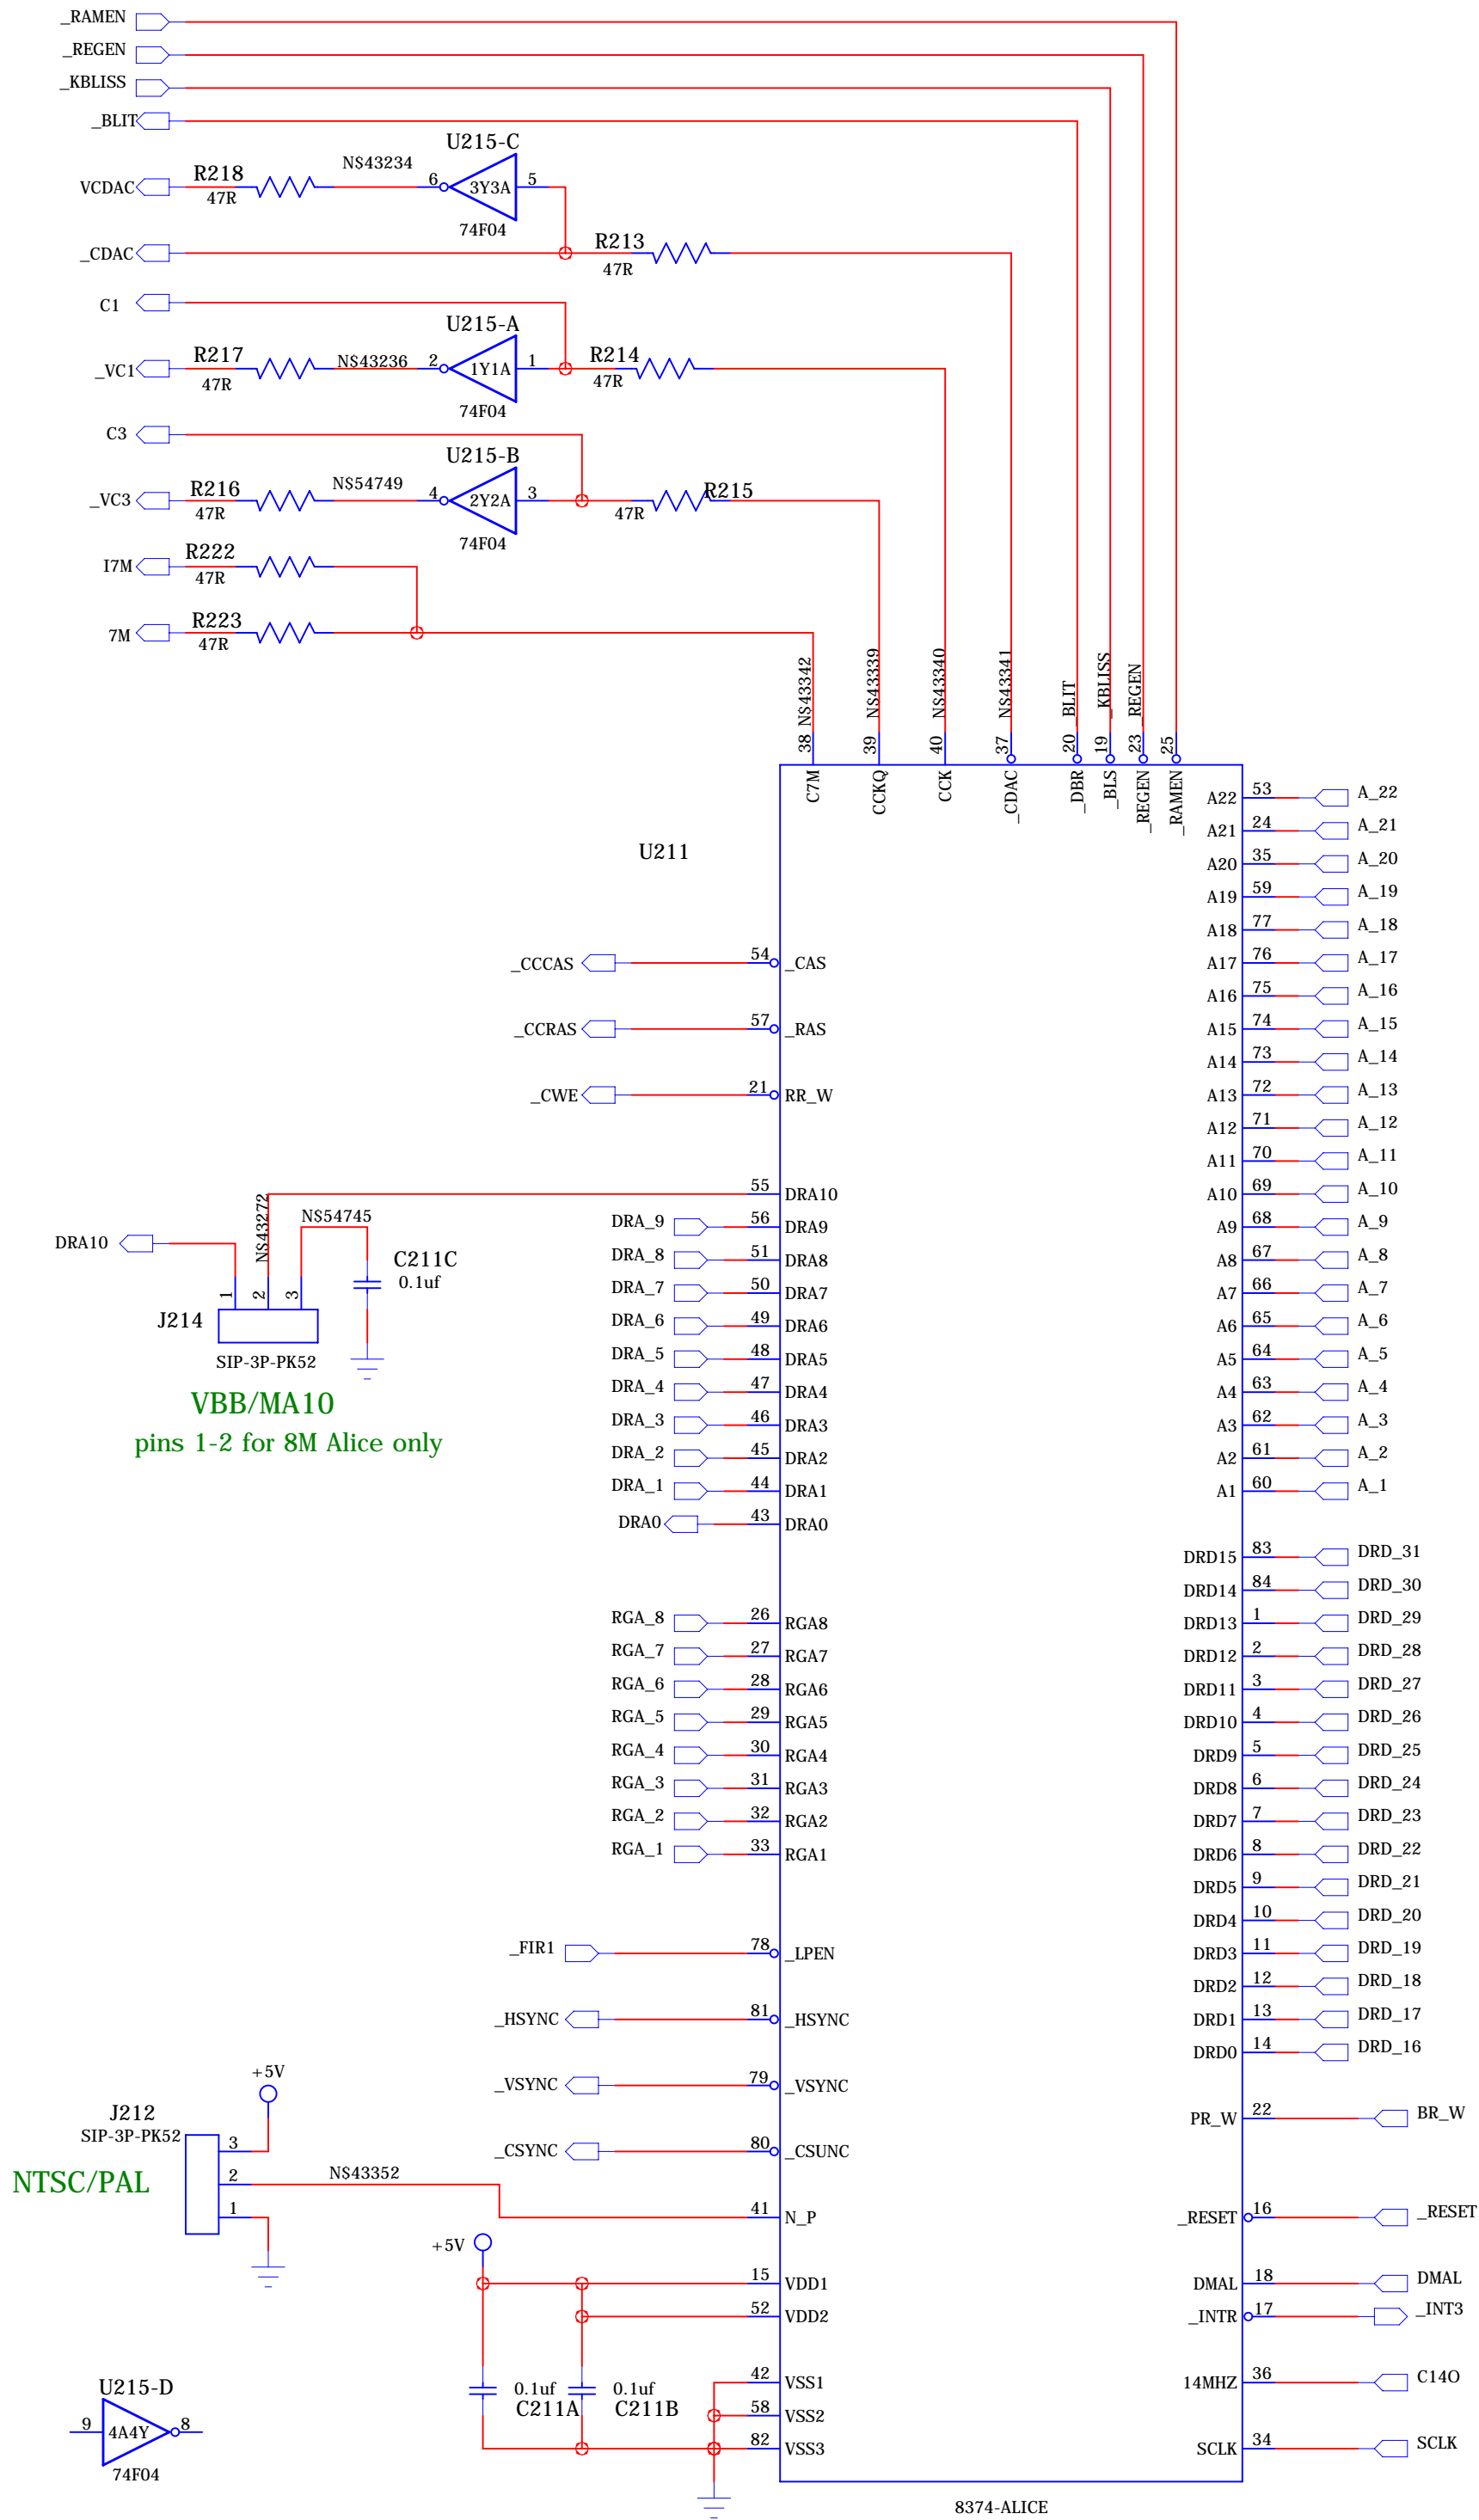 _RAMEN
_REGEN
_KBLISS
_BLIT
U215-C
VCDAC R218 47R N$43234 6 3Y3A 5
74F04
_CDAC R213 47R
C1
U215-A
_VC1 R217 47R N$43236 2 1Y1A 1 R214 47R
74F04
C3
U215-B
_VC3 R216 47R N$54749 4 2Y2A 3 47R R215
74F04
I7M R222 47R
7M R223 47R
38 N$43342
39 N$43339
40 N$43340
37 N$43341
20 _BLIT
19 _KBLISS
23 _REGEN
25
C7M
CCKQ
CCK
_CDAC
_DBR
_BLS
_REGEN
_RAMEN
U211
A22 53 A_22
A21 24 A_21
A20 35 A_20
A19 59 A_19
A18 77 A_18
_CCCAS 54 _CAS A17 76 A_17
A16 75 A_16
_CCRAS 57 _RAS A15 74 A_15
A14 73 A_14
_CWE 21 RR_W A13 72 A_13
A12 71 A_12
A11 70 A_11
55 DRA10 A10 69 A_10
DRA_9 56 DRA9 A9 68 A_9
DRA_8 51 DRA8 A8 67 A_8
DRA_7 50 DRA7 A7 66 A_7
DRA_6 49 DRA6 A6 65 A_6
DRA_5 48 DRA5 A5 64 A_5
DRA_4 47 DRA4 A4 63 A_4
DRA_3 46 DRA3 A3 62 A_3
DRA_2 45 DRA2 A2 61 A_2
DRA_1 44 DRA1 A1 60 A_1
DRA0 43 DRA0
N$43272
N$54745
DRA10
C211C
0.1uf
1 2 3
J214
SIP-3P-PK52
VBB/MA10
pins 1-2 for 8M Alice only
DRD15 83 DRD_31
DRD14 84 DRD_30
RGA_8 26 RGA8 DRD13 1 DRD_29
RGA_7 27 RGA7 DRD12 2 DRD_28
RGA_6 28 RGA6 DRD11 3 DRD_27
RGA_5 29 RGA5 DRD10 4 DRD_26
RGA_4 30 RGA4 DRD9 5 DRD_25
RGA_3 31 RGA3 DRD8 6 DRD_24
RGA_2 32 RGA2 DRD7 7 DRD_23
RGA_1 33 RGA1 DRD6 8 DRD_22
DRD5 9 DRD_21
DRD4 10 DRD_20
_FIR1 78 _LPEN DRD3 11 DRD_19
DRD2 12 DRD_18
_HSYNC 81 _HSYNC DRD1 13 DRD_17
DRD0 14 DRD_16
_VSYNC 79 _VSYNC
PR_W 22 BR_W
_CSYNC 80 _CSUNC
+5V
J212
SIP-3P-PK52
3
NTSC/PAL
2 N$43352
1
41 N_P _RESET 16 _RESET
+5V
15 VDD1 DMAL 18 DMAL
52 VDD2 _INTR 17 _INT3
42 VSS1 14MHZ 36 C14O
0.1uf
C211A
0.1uf
C211B
58 VSS2
82 VSS3 SCLK 34 SCLK
U215-D
9 4A4Y 8
74F04
8374-ALICE